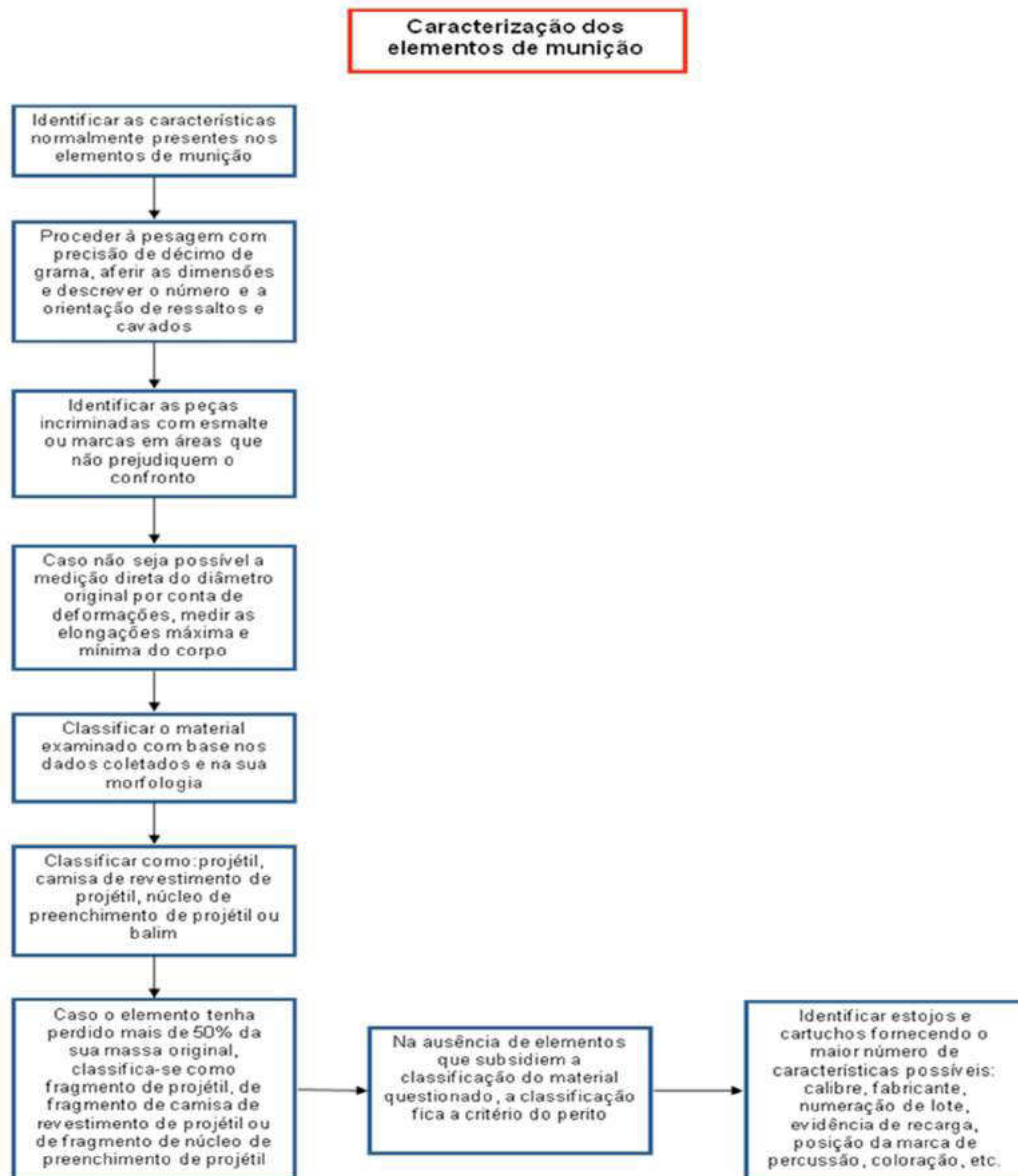 Caracterização dos
elementos de munição
Identificar as características
normalmente presentes nos
elementos de munição
Proceder à pesagem com
precisão de décimo de
grama, aferir as dimensões
e descrever o número e a
orientação de ressaltos e
cavados
Identificar as peças
incriminadas com esmalte
ou marcas em áreas que
não prejudiquem o
confronto
Caso não seja possível a
medição direta do diâmetro
original por conta de
deformações, medir as
elongações máxima e
mínima do corpo
Classificar o material
examinado com base nos
dados coletados e na sua
morfologia
Classificar como: projétil,
camisa de revestimento de
projétil, núcleo de
preenchimento de projétil ou
balim
Caso o elemento tenha
perdido mais de 50% da
sua massa original,
classifica-se como
fragmento de projétil, de
fragmento de camisa de
revestimento de projétil ou
de fragmento de núcleo de
preenchimento de projétil
Na ausência de elementos
que subsidiem a
classificação do material
questionado, a classificação
fica a critério do perito
Identificar estojos e
cartuchos fornecendo o
maior número de
características possíveis:
calibre, fabricante,
numeração de lote,
evidência de recarga,
posição da marca de
percussão, coloração, etc.